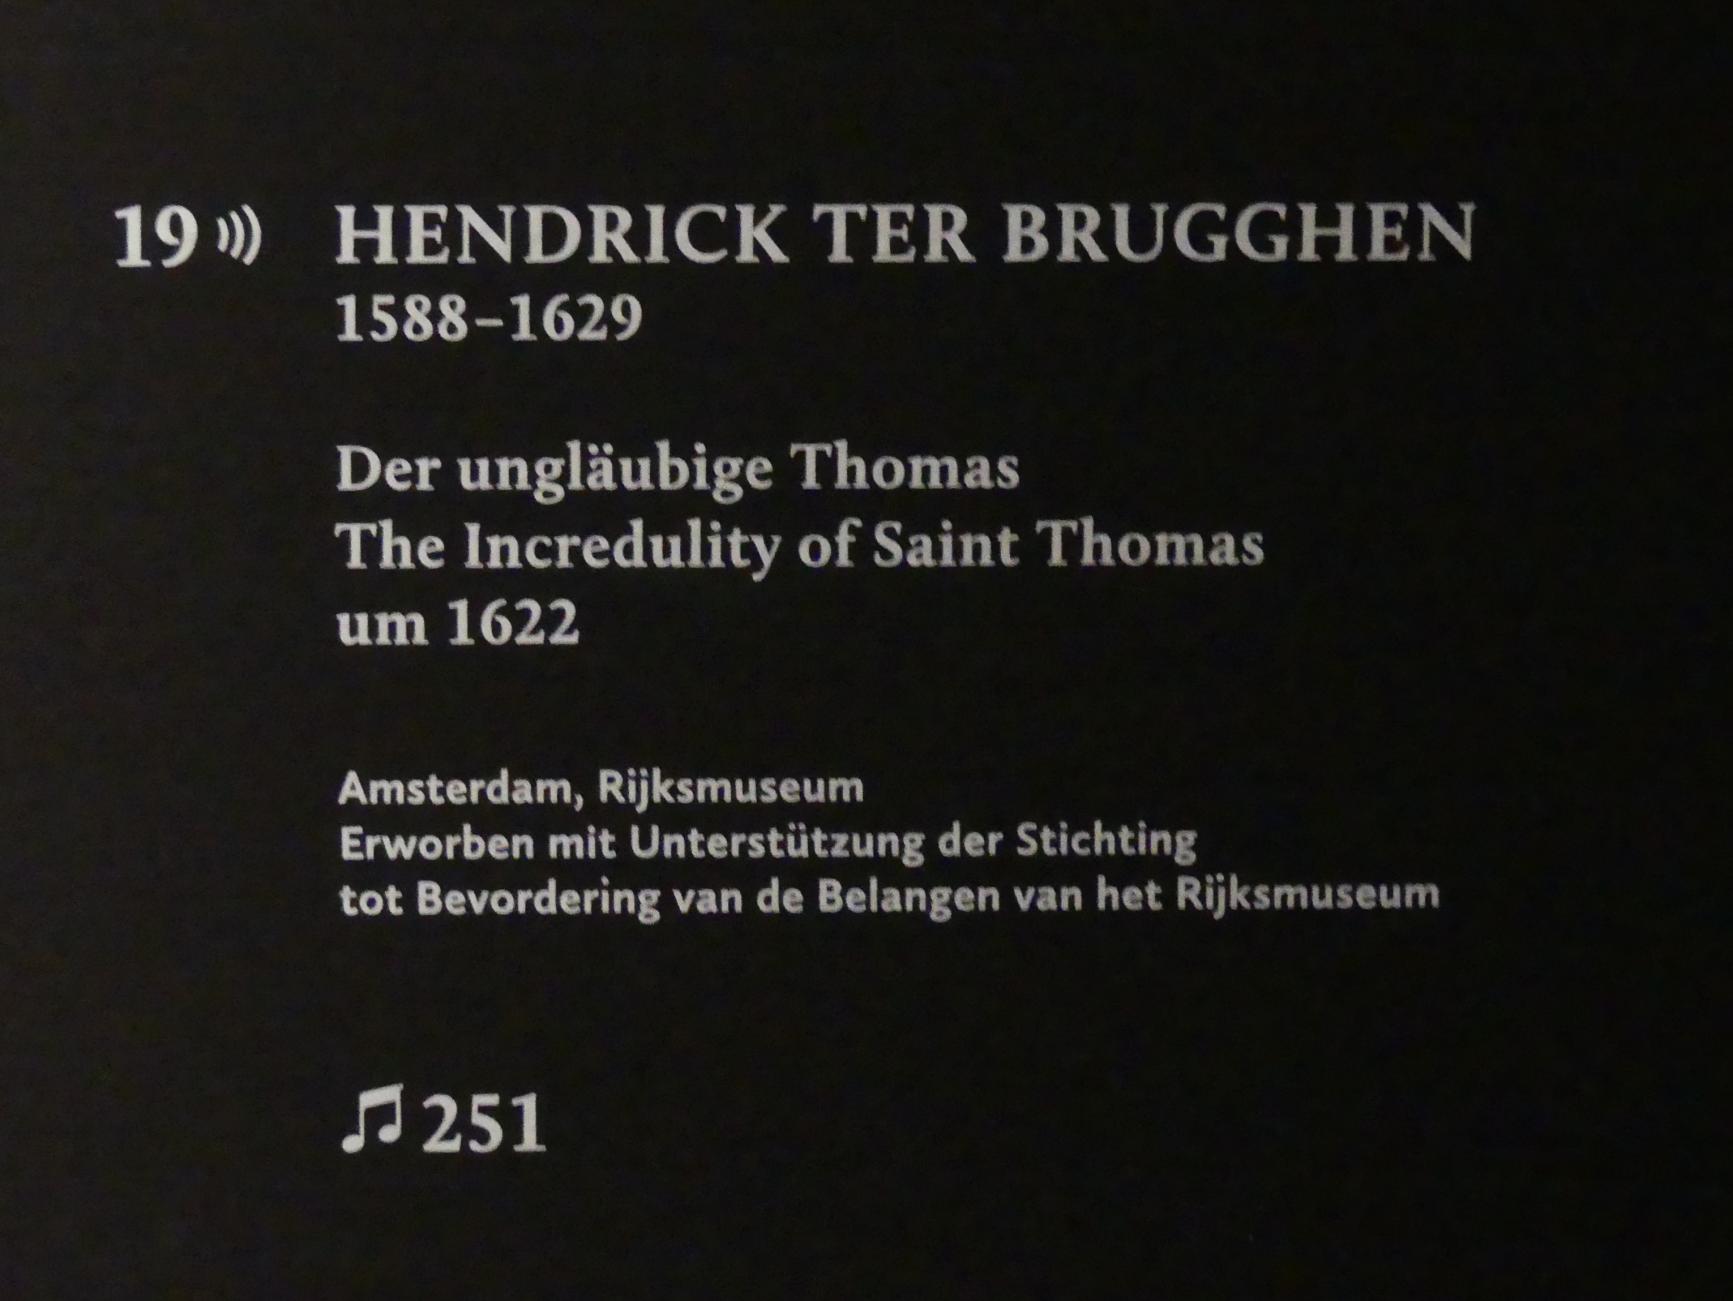 19 HENDRICK TER BRUGGHEN
1588–1629
Der ungläubige Thomas
The Incredulity of Saint Thomas
um 1622
Amsterdam, Rijksmuseum
Erworben mit Unterstützung der Stichting
tot Bevordering van de Belangen van het Rijksmuseum
♫ 251